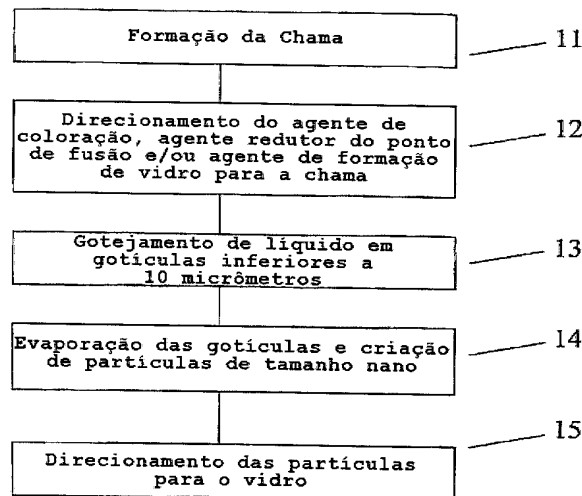 Formação da Chama
11
Direcionamento do agente de
coloração, agente redutor do ponto
de fusão e/ou agente de formação
de vidro para a chama
12
Gotejamento de líquido em
gotículas inferiores a
10 micrômetros
13
Evaporação das gotículas e criação
de partículas de tamanho nano
14
Direcionamento das partículas
para o vidro
15